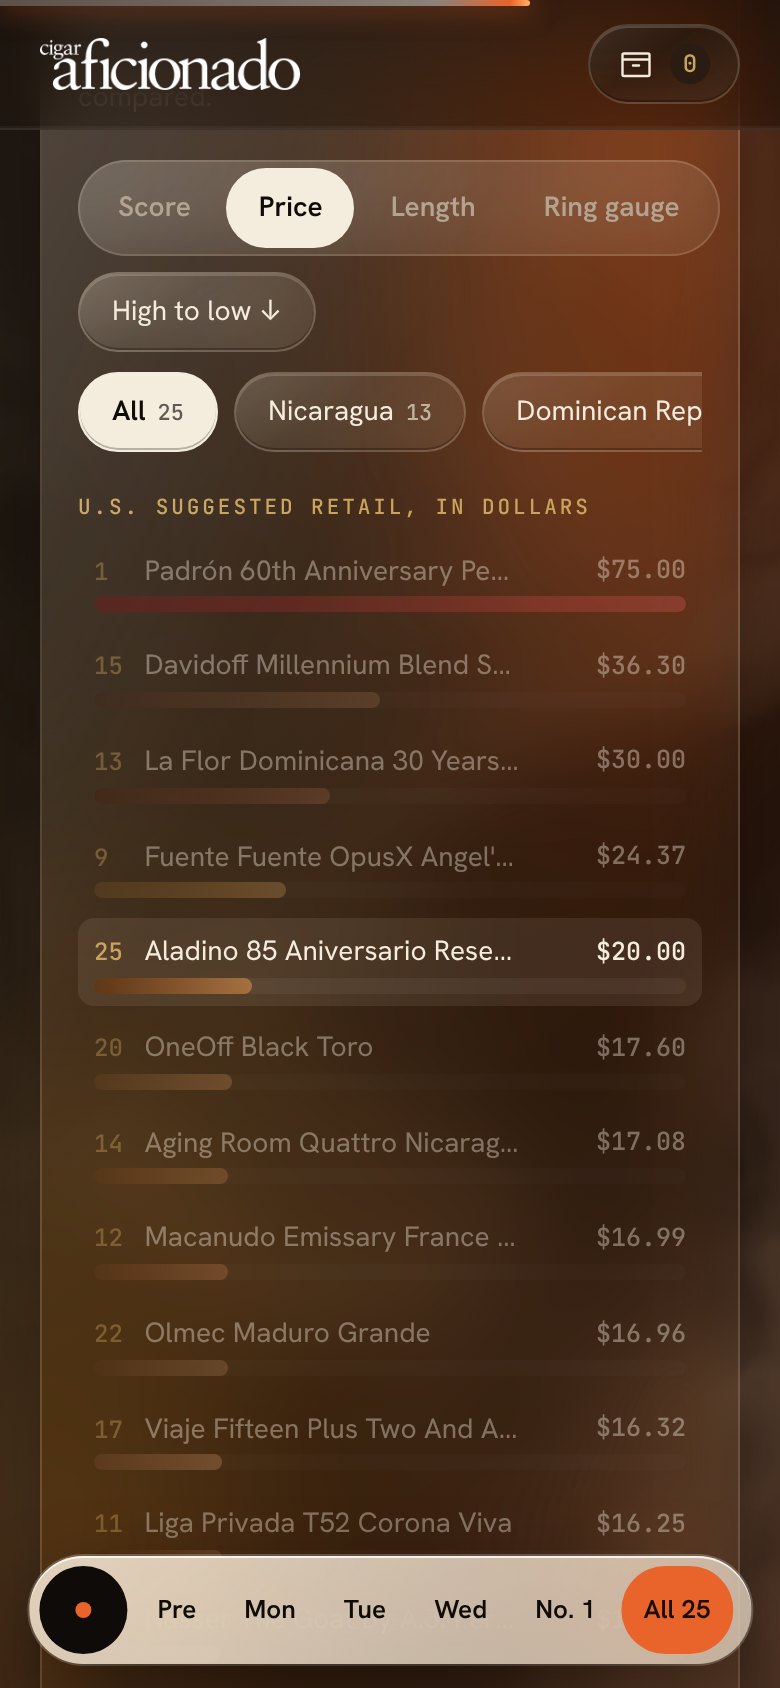 cigar
aficionado
0
compared.
Score Price Length Ring gauge
High to low ↓
All 25 Nicaragua 13 Dominican Rep
U.S. SUGGESTED RETAIL, IN DOLLARS
1 Padrón 60th Anniversary Pe... $75.00
15 Davidoff Millennium Blend S... $36.30
13 La Flor Dominicana 30 Years... $30.00
9 Fuente Fuente OpusX Angel'... $24.37
25 Aladino 85 Aniversario Rese... $20.00
20 OneOff Black Toro $17.60
14 Aging Room Quattro Nicarag... $17.08
12 Macanudo Emissary France ... $16.99
22 Olmec Maduro Grande $16.96
17 Viaje Fifteen Plus Two And A... $16.32
11 Liga Privada T52 Corona Viva $16.25
Pre Mon Tue Wed No. 1 All 25